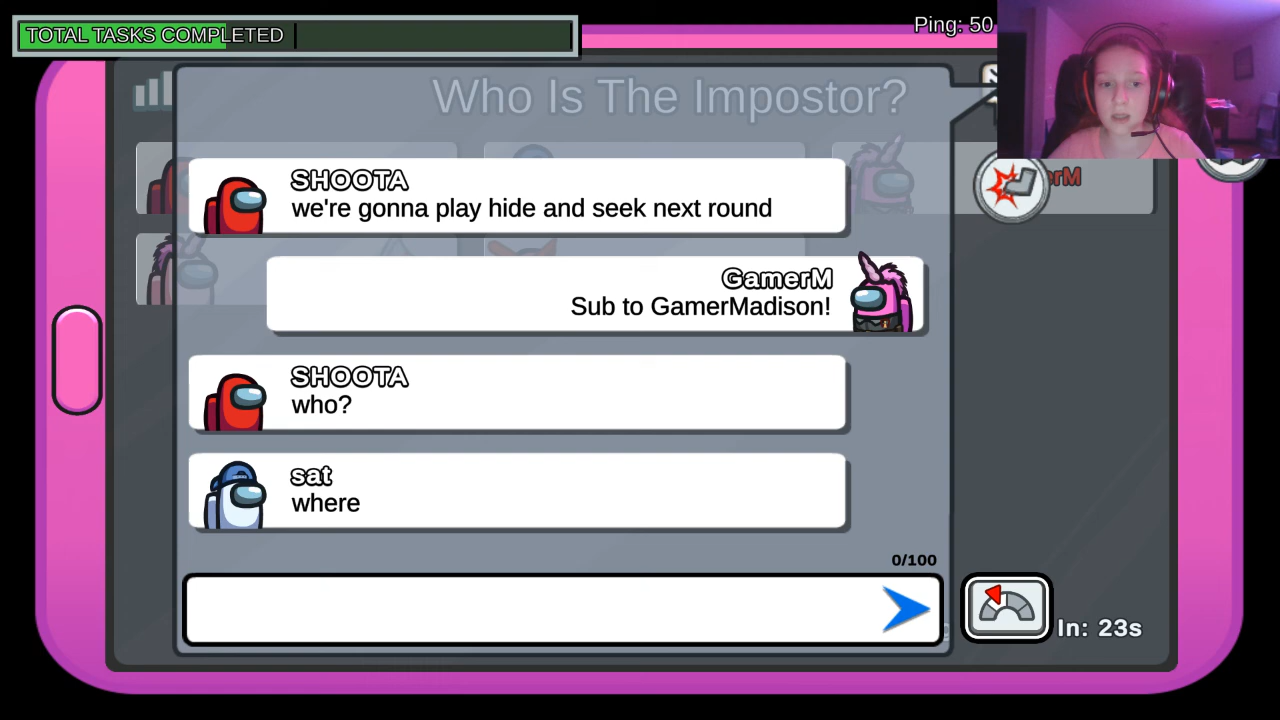 TOTAL TASKS COMPLETED
Ping: 50
Who Is The Impostor?
SHOOTA
we're gonna play hide and seek next round
GamerM
Sub to GamerMadison!
SHOOTA
who?
sat
where
0/100
In: 23s